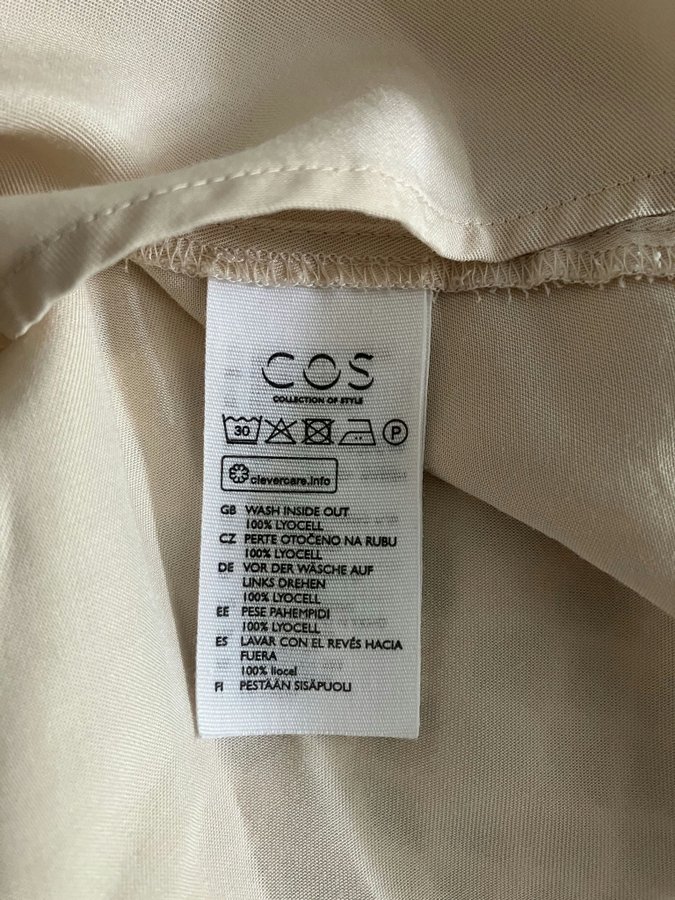 COS
COLLECTION OF STYLE
30 P
clevercare.info
GB WASH INSIDE OUT
100% LYOCELL
CZ PERTE OTOČENO NA RUBU
100% LYOCELL
DE VOR DER WÄSCHE AUF
LINKS DREHEN
100% LYOCELL
EE PESE PAHEMPIDI
100% LYOCELL
ES LAVAR CON EL REVÉS HACIA
FUERA
100% liocel
FI PESTÄÄN SISÄPUOLI